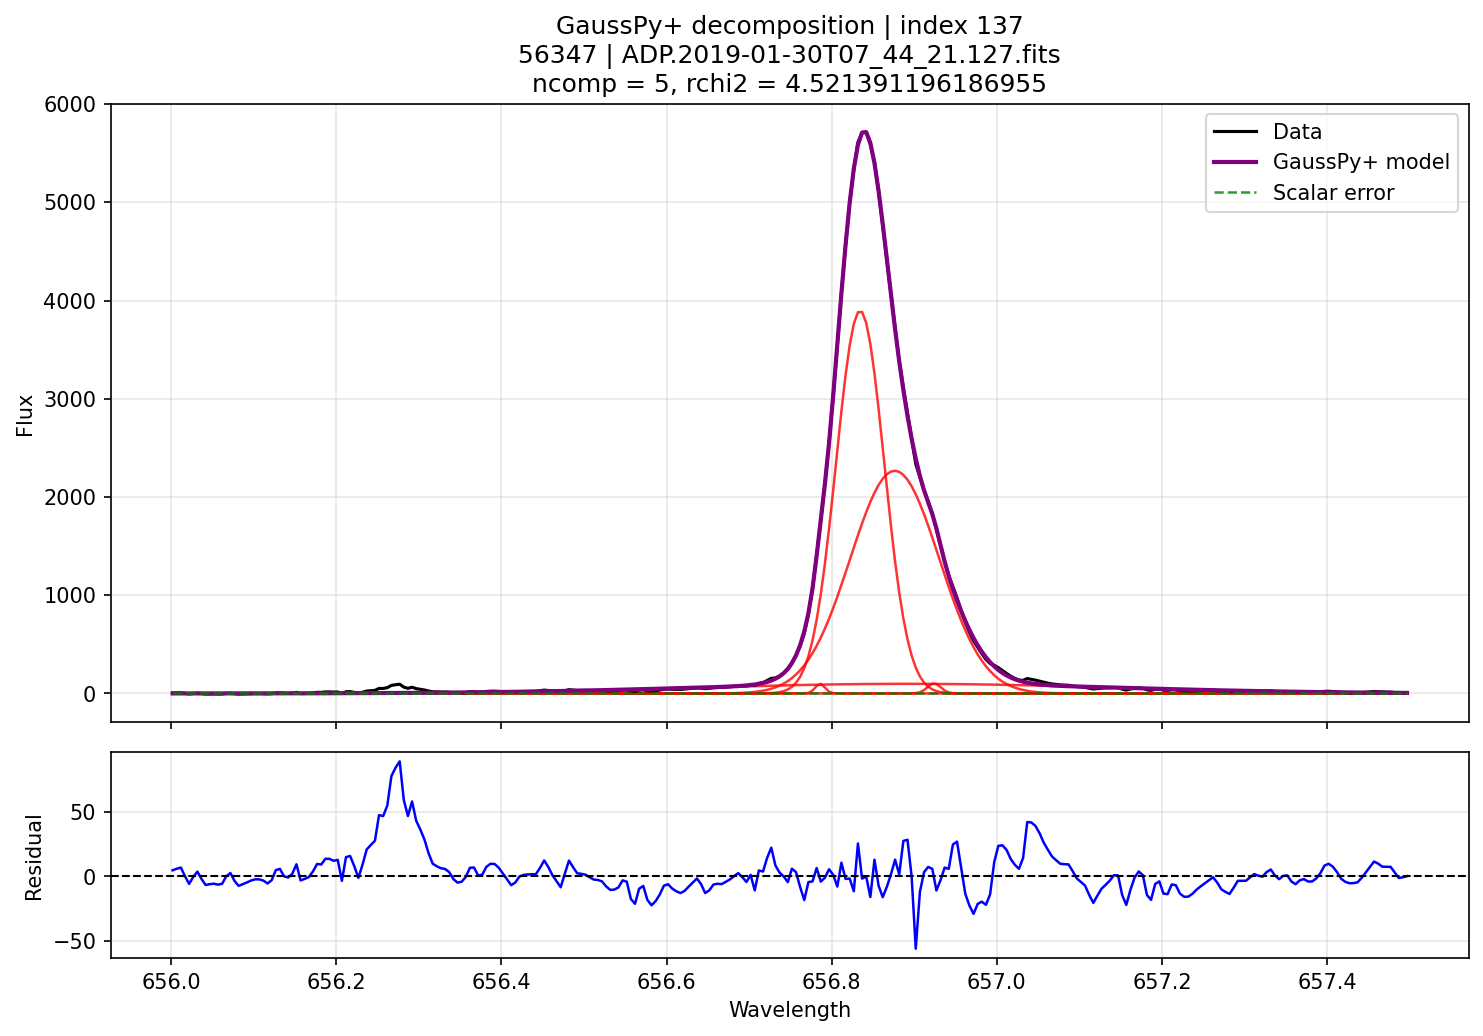 GaussPy+ decomposition | index 137
56347 | ADP.2019-01-30T07_44_21.127.fits
ncomp = 5, rchi2 = 4.521391196186955
6000
5000
4000
3000
2000
1000
0
Flux
Data
GaussPy+ model
Scalar error
50
0
−50
Residual
656.0 656.2 656.4 656.6 656.8 657.0 657.2 657.4
Wavelength